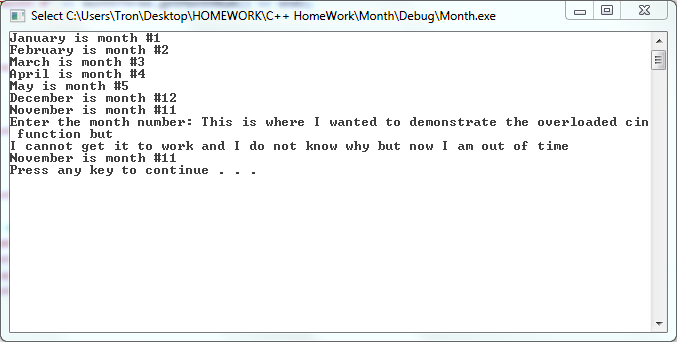 Select C:\Users\Tron\Desktop\HOMEWORK\C++ HomeWork\Month\Debug\Month.exe
January is month #1
February is month #2
March is month #3
April is month #4
May is month #5
December is month #12
November is month #11
Enter the month number: This is where I wanted to demonstrate the overloaded cin
 function but
I cannot get it to work and I do not know why but now I am out of time
November is month #11
Press any key to continue . . .